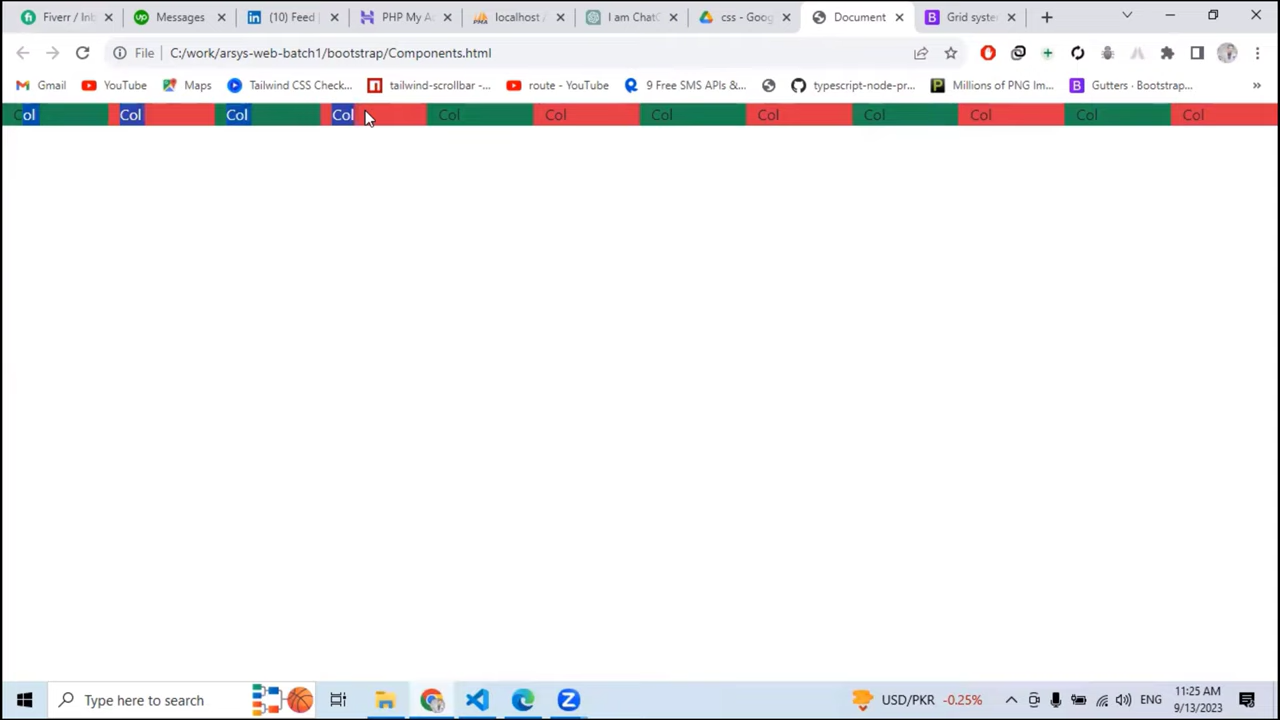 Fiverr / Inb
Messages
(10) Feed
PHP My A
localhost
I am ChatG
css - Goog
Document
Grid syste
File C:/work/arsys-web-batch1/bootstrap/Components.html
Gmail YouTube Maps Tailwind CSS Check... tailwind-scrollbar -... route - YouTube 9 Free SMS APIs &... typescript-node-pr... Millions of PNG Im... Gutters · Bootstrap... »
Col Col Col Col Col Col Col Col Col Col Col Col
Type here to search
USD/PKR -0.25%
ENG
11:25 AM
9/13/2023